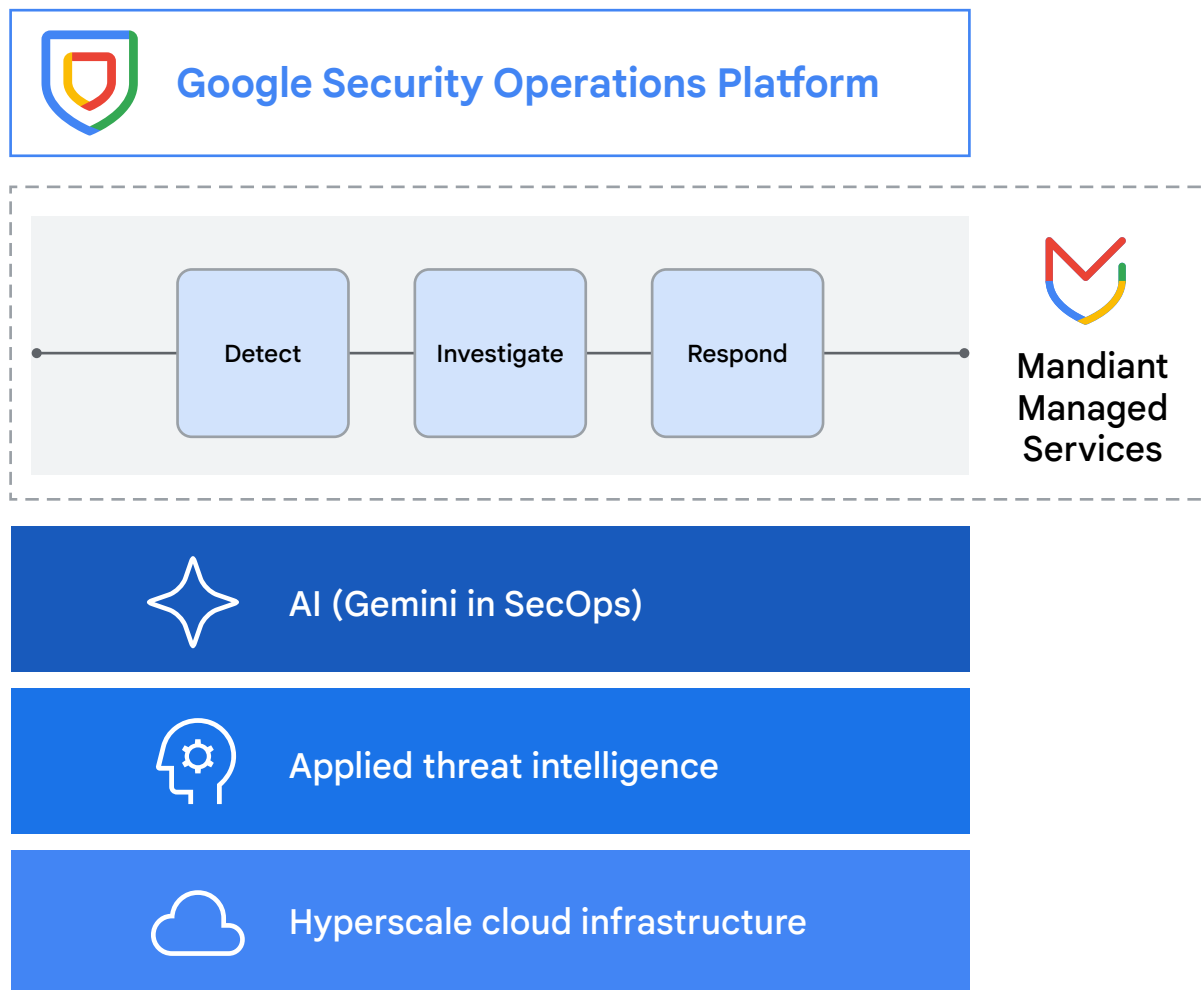 Google Security Operations Platform
Detect
Investigate
Respond
Mandiant
Managed
Services
AI (Gemini in SecOps)
Applied threat intelligence
Hyperscale cloud infrastructure